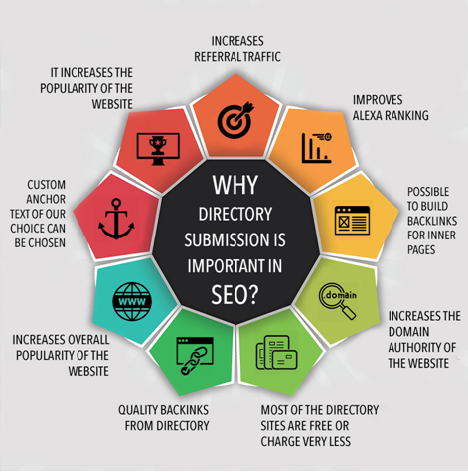 INCREASES
REFERRAL TRAFFIC
IMPROVES
ALEXA RANKING
POSSIBLE
TO BUILD
BACKLINKS
FOR INNER
PAGES
INCREASES THE
DOMAIN
AUTHORITY OF
THE WEBSITE
MOST OF THE DIRECTORY
SITES ARE FREE OR
CHARGE VERY LESS
QUALITY BACKINKS
FROM DIRECTORY
INCREASES OVERALL
POPULARITY OF THE
WEBSITE
CUSTOM
ANCHOR
TEXT OF OUR
CHOICE CAN
BE CHOSEN
IT INCREASES THE
POPULARITY OF THE
WEBSITE
WHY
DIRECTORY
SUBMISSION IS
IMPORTANT IN
SEO?
.domain
WWW